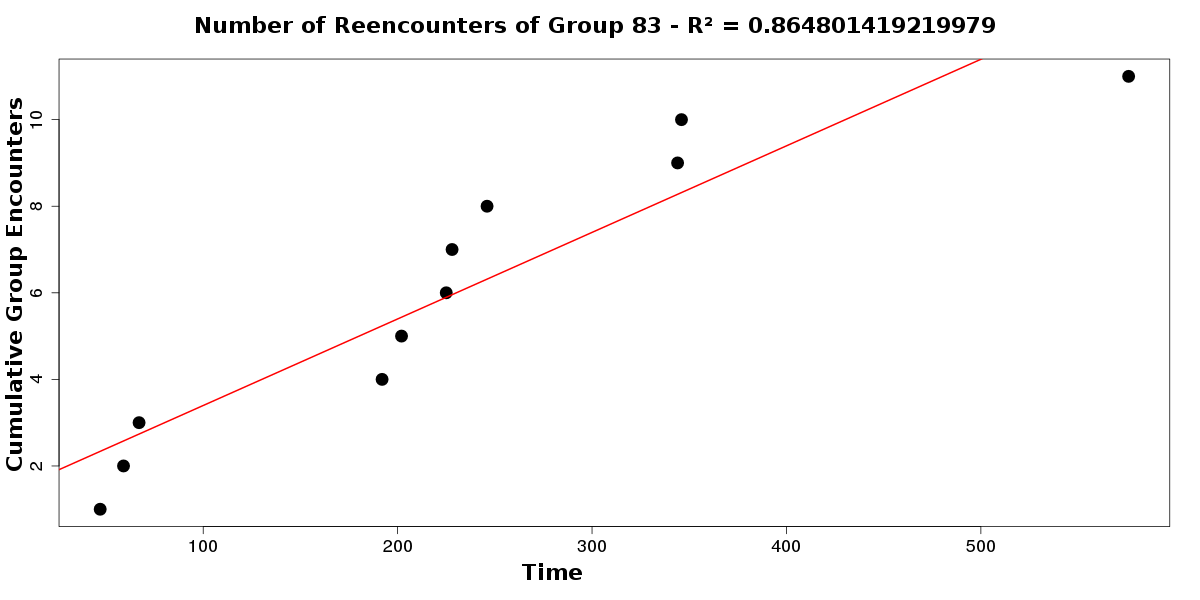 Number of Reencounters of Group 83 - R² = 0.864801419219979
Cumulative Group Encounters
10
8
6
4
2
100 200 300 400 500
Time